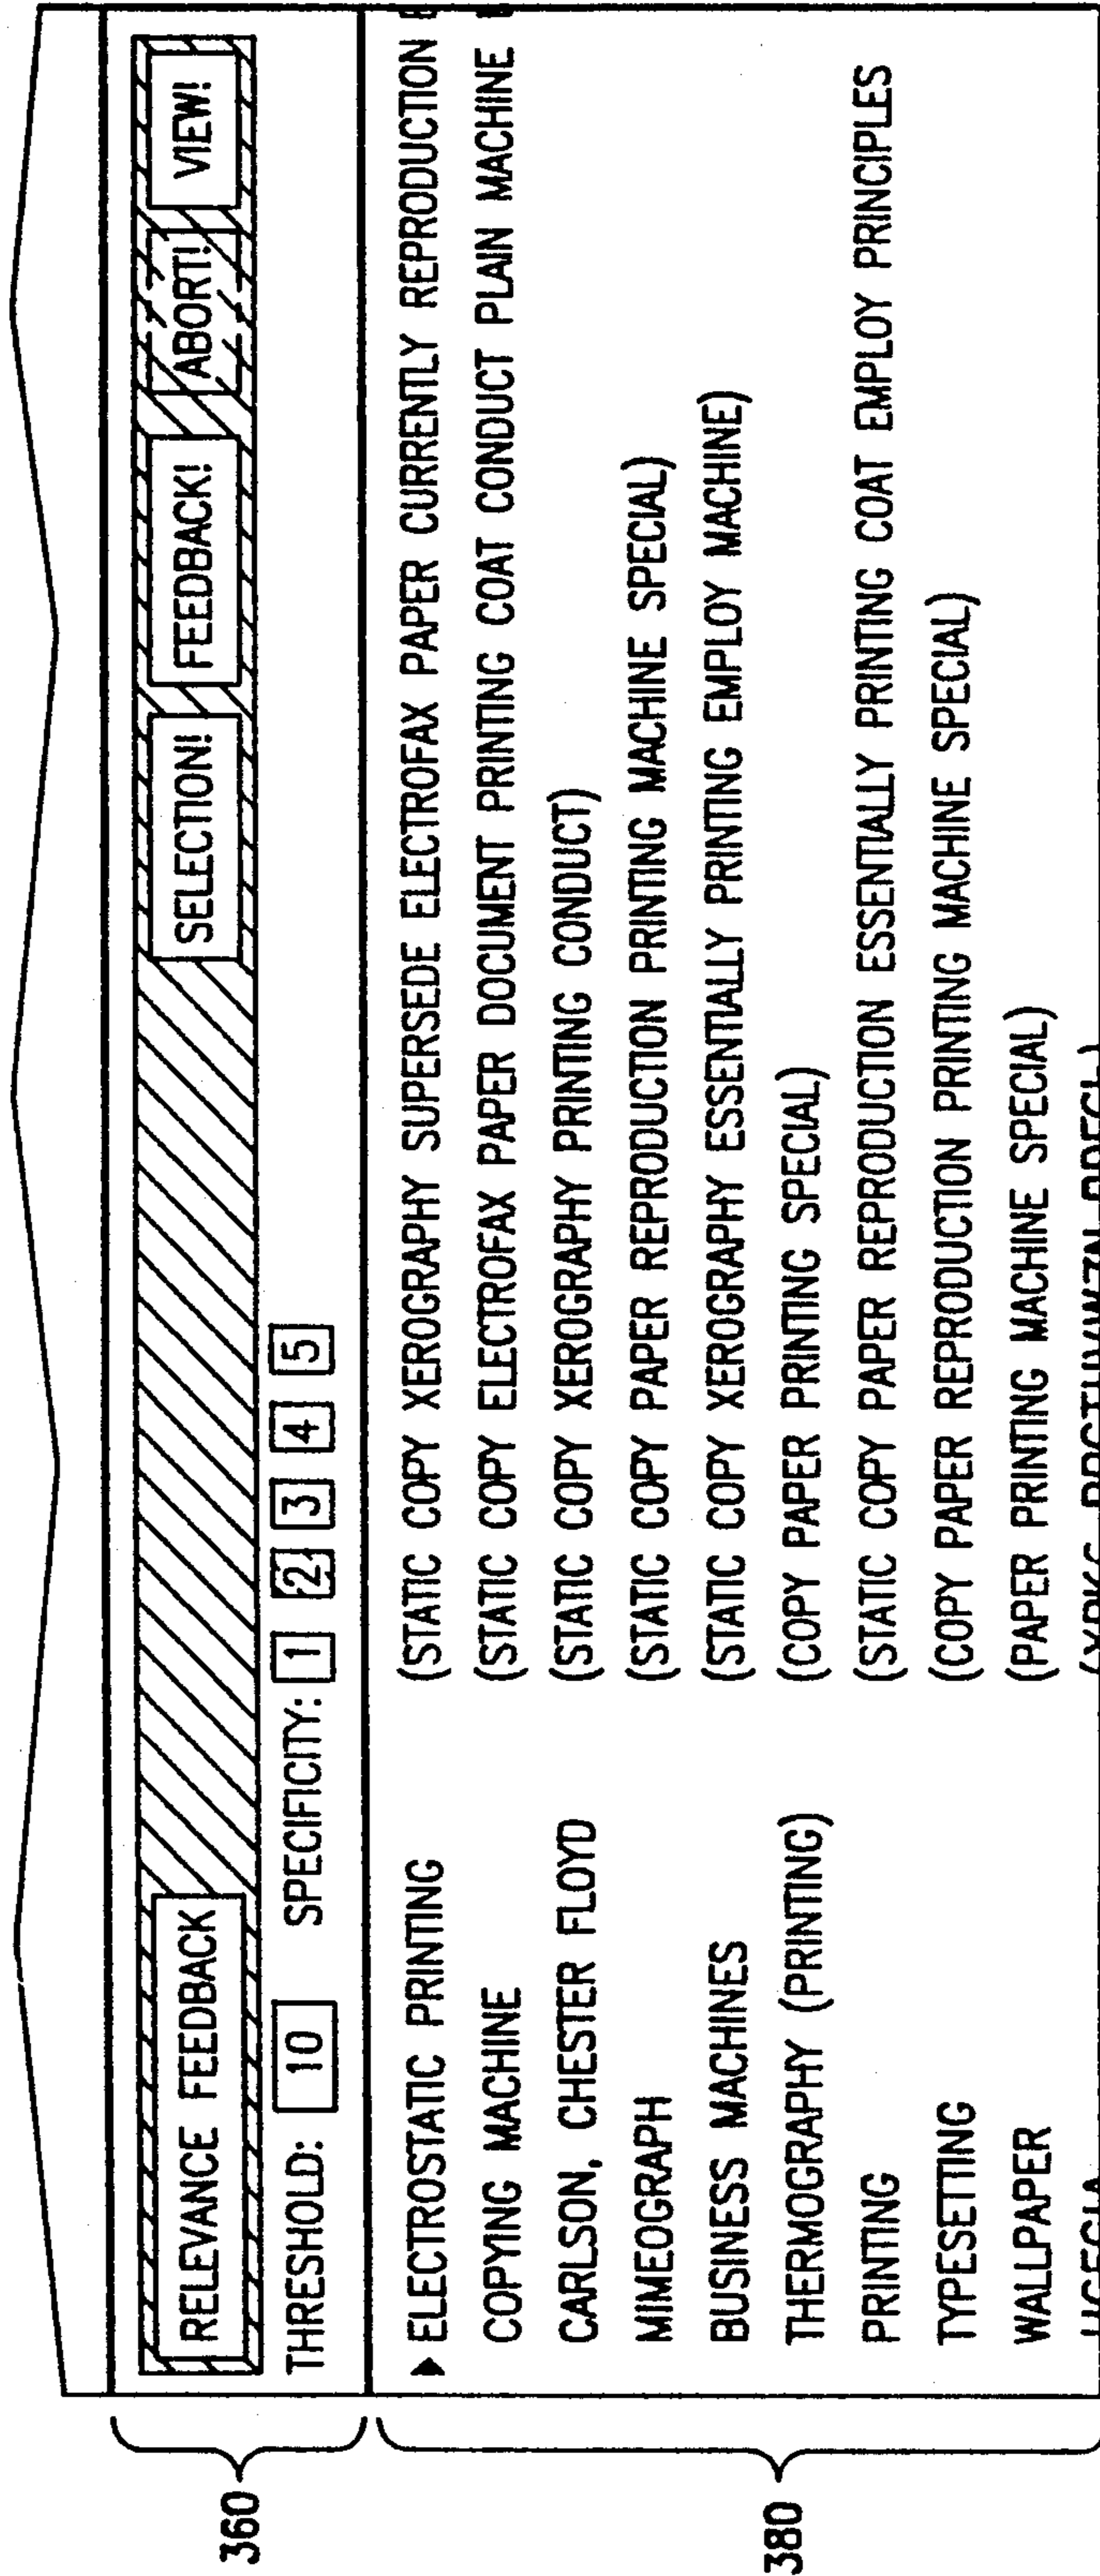 RELEVANCE FEEDBACK SELECTION! FEEDBACK! ABORT! VIEW!
THRESHOLD: 10 SPECIFICITY: 1 2 3 4 5
360
▶ ELECTROSTATIC PRINTING (STATIC COPY XEROGRAPHY SUPERSEDE ELECTROFAX PAPER CURRENTLY REPRODUCTION
COPYING MACHINE (STATIC COPY ELECTROFAX PAPER DOCUMENT PRINTING COAT CONDUCT PLAIN MACHINE
CARLSON, CHESTER FLOYD (STATIC COPY XEROGRAPHY PRINTING CONDUCT)
MIMEOGRAPH (STATIC COPY PAPER REPRODUCTION PRINTING MACHINE SPECIAL)
BUSINESS MACHINES (STATIC COPY XEROGRAPHY ESSENTIALLY PRINTING EMPLOY MACHINE)
THERMOGRAPHY (PRINTING) (COPY PAPER PRINTING SPECIAL)
PRINTING (STATIC COPY PAPER REPRODUCTION ESSENTIALLY PRINTING COAT EMPLOY PRINCIPLES
TYPESETTING (COPY PAPER REPRODUCTION PRINTING MACHINE SPECIAL)
WALLPAPER (PAPER PRINTING MACHINE SPECIAL)
380